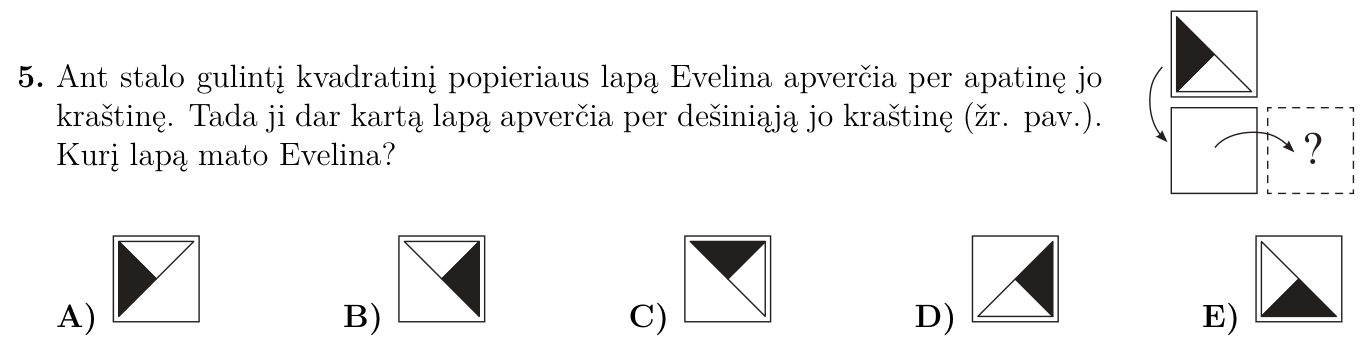 5. Ant stalo gulintį kvadratinį popieriaus lapą Evelina apverčia per apatinę jo
kraštinę. Tada ji dar kartą lapą apverčia per dešiniąją jo kraštinę (žr. pav.).
Kurį lapą mato Evelina?
?
A) B) C) D) E)